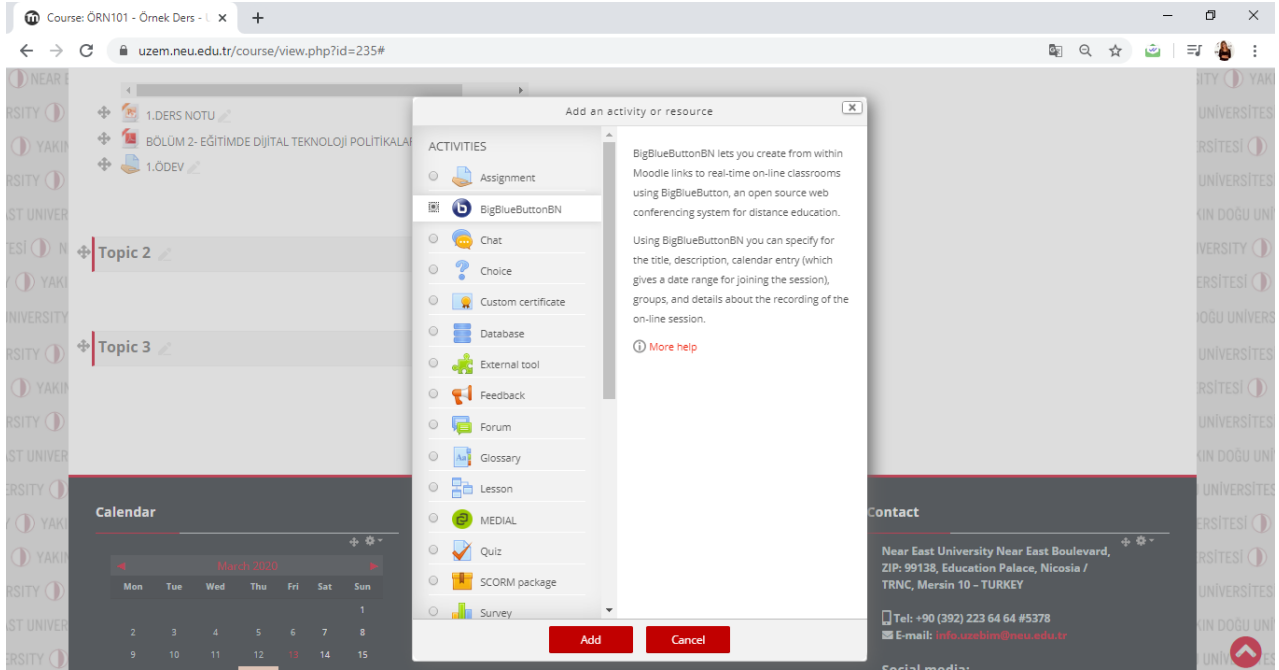 Course: ÖRN101 - Örnek Ders - U
uzem.neu.edu.tr/course/view.php?id=235#
1.DERS NOTU
BÖLÜM 2- EĞİTİMDE DİJİTAL TEKNOLOJİ POLİTİKALAR
1.ÖDEV
Topic 2
Topic 3
Add an activity or resource
ACTIVITIES
Assignment
BigBlueButtonBN
Chat
Choice
Custom certificate
Database
External tool
Feedback
Forum
Glossary
Lesson
MEDIAL
Quiz
SCORM package
Survey
BigBlueButtonBN lets you create from within
Moodle links to real-time on-line classrooms
using BigBlueButton, an open source web
conferencing system for distance education.
Using BigBlueButtonBN you can specify for
the title, description, calendar entry (which
gives a date range for joining the session),
groups, and details about the recording of the
on-line session.
More help
Add Cancel
Calendar
March 2020
Mon Tue Wed Thu Fri Sat Sun
1
2 3 4 5 6 7 8
9 10 11 12 13 14 15
Contact
Near East University Near East Boulevard,
ZIP: 99138, Education Palace, Nicosia /
TRNC, Mersin 10 – TURKEY
Tel: +90 (392) 223 64 64 #5378
E-mail: info.uzebim@neu.edu.tr
Social media: